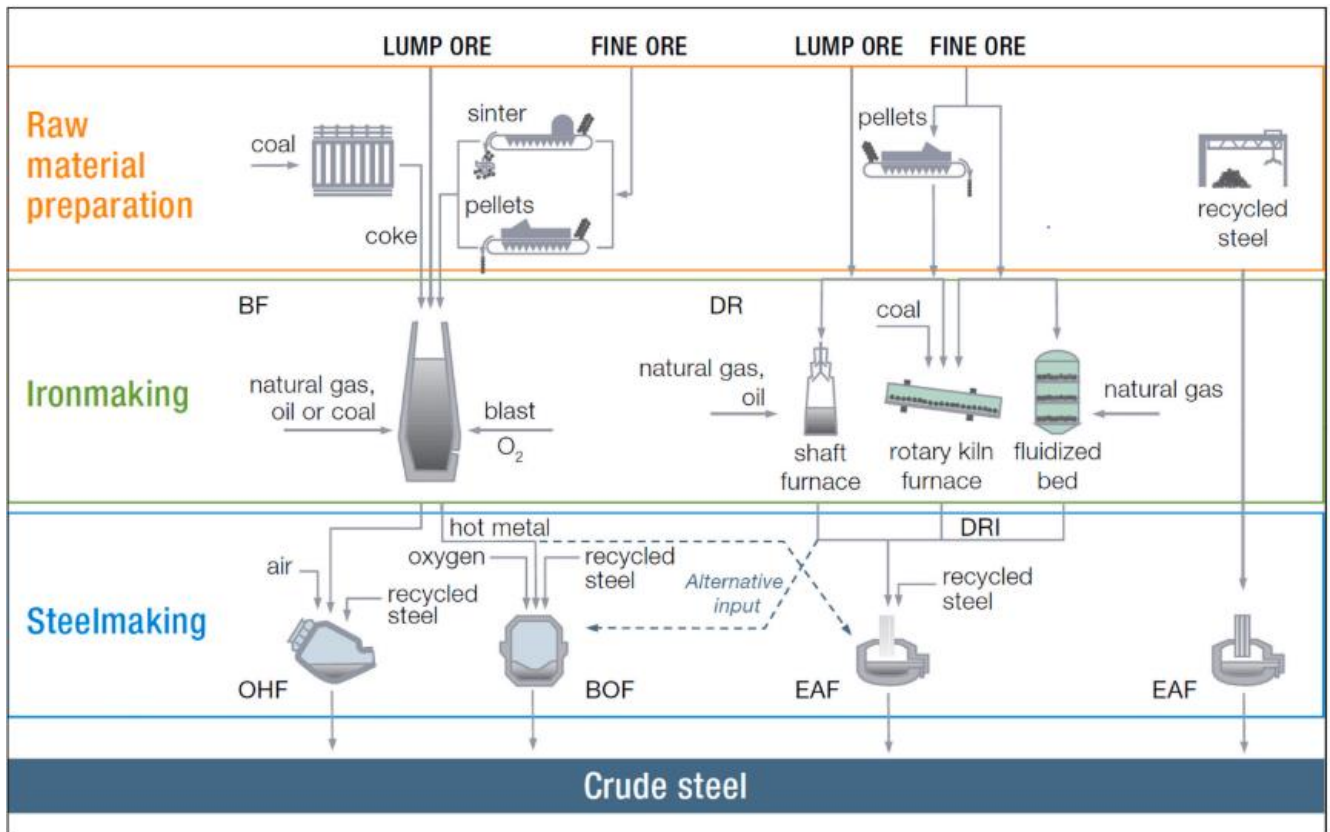 LUMP ORE
FINE ORE
LUMP ORE
FINE ORE
Raw
material
preparation
coal
coke
sinter
pellets
pellets
recycled
steel
Ironmaking
BF
natural gas,
oil or coal
blast
O₂
DR
coal
natural gas,
oil
natural gas
shaft
furnace
rotary kiln
furnace
fluidized
bed
Steelmaking
hot metal
DRI
air
oxygen
recycled
steel
recycled
steel
Alternative
input
recycled
steel
OHF
BOF
EAF
EAF
Crude steel